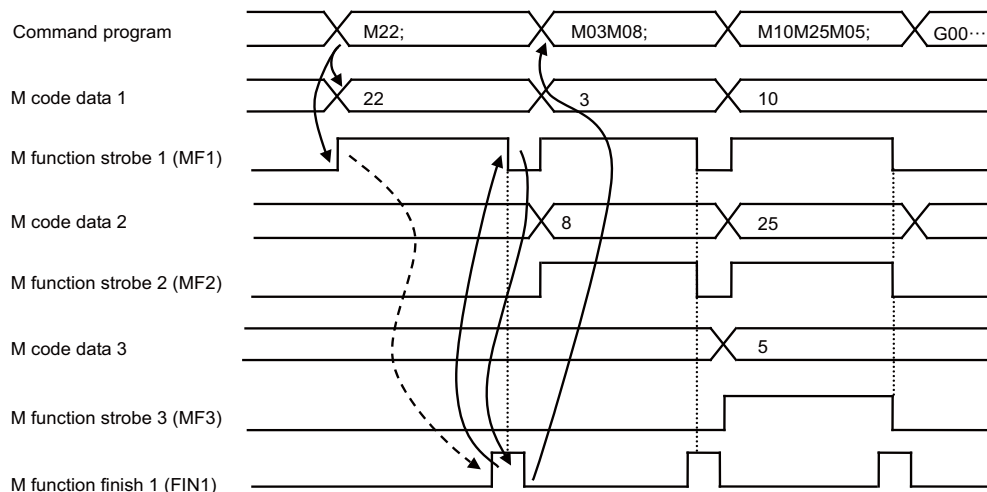 Command program M22; M03M08; M10M25M05; G00⋯
M code data 1 22 3 10
M function strobe 1 (MF1)
M code data 2 8 25
M function strobe 2 (MF2)
M code data 3 5
M function strobe 3 (MF3)
M function finish 1 (FIN1)